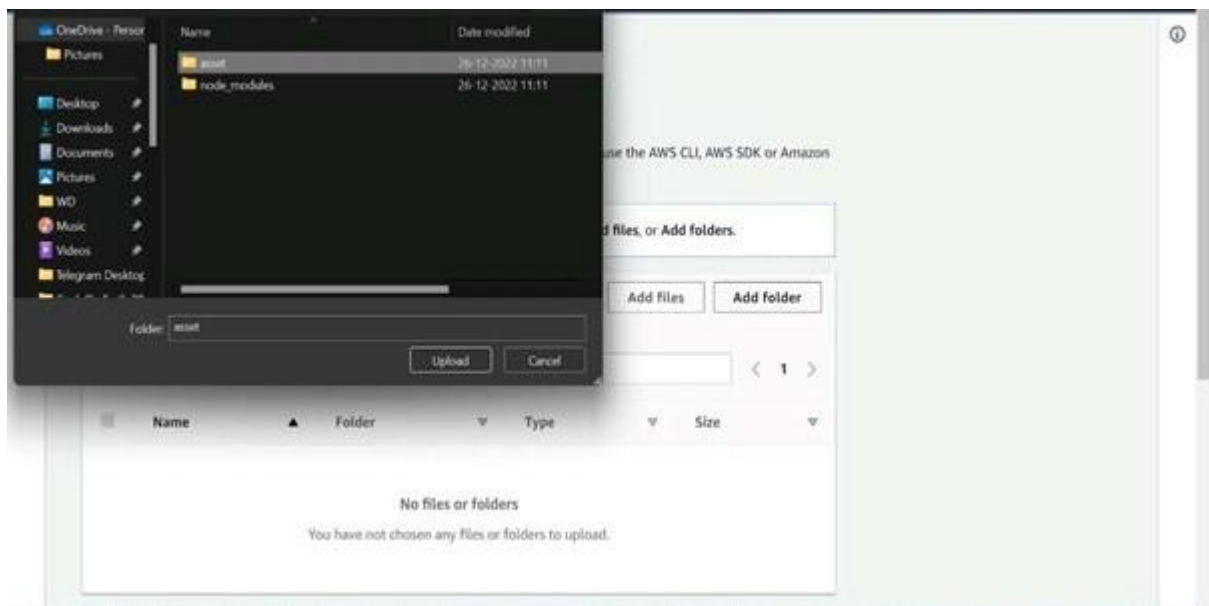 OneDrive - Person
Name
Date modified
Pictures
asset
26-12-2022 11:11
node_modules
26-12-2022 11:11
Desktop
Downloads
Documents
Pictures
WD
Music
Videos
Telegram Desktop
use the AWS CLI, AWS SDK or Amazon
files, or Add folders.
Add files
Add folder
Folder:
asset
Upload
Cancel
1
Name
Folder
Type
Size
No files or folders
You have not chosen any files or folders to upload.